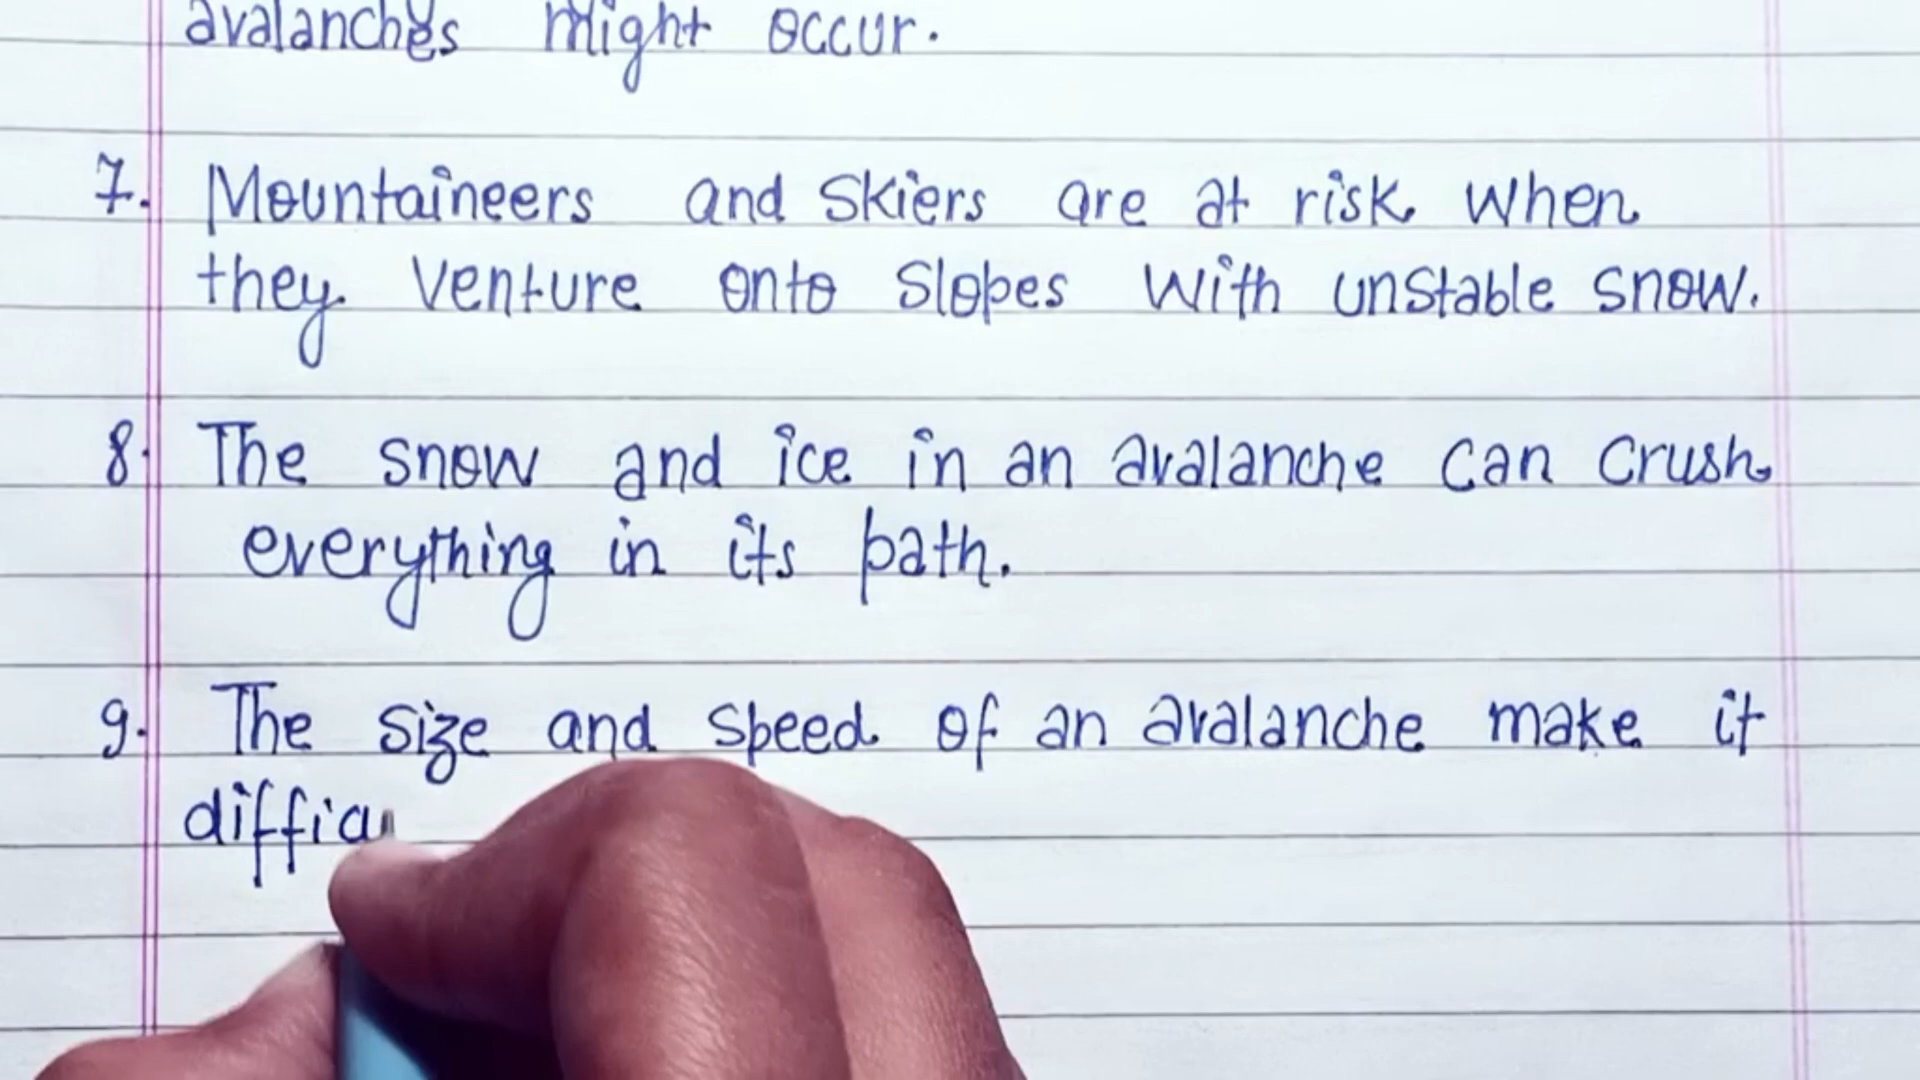 avalanches might occur.
7. Mountaineers and Skiers are at risk when
they venture onto Slopes with unstable snow.
8. The snow and ice in an avalanche can crush
everything in its path.
9. The size and speed of an avalanche make it